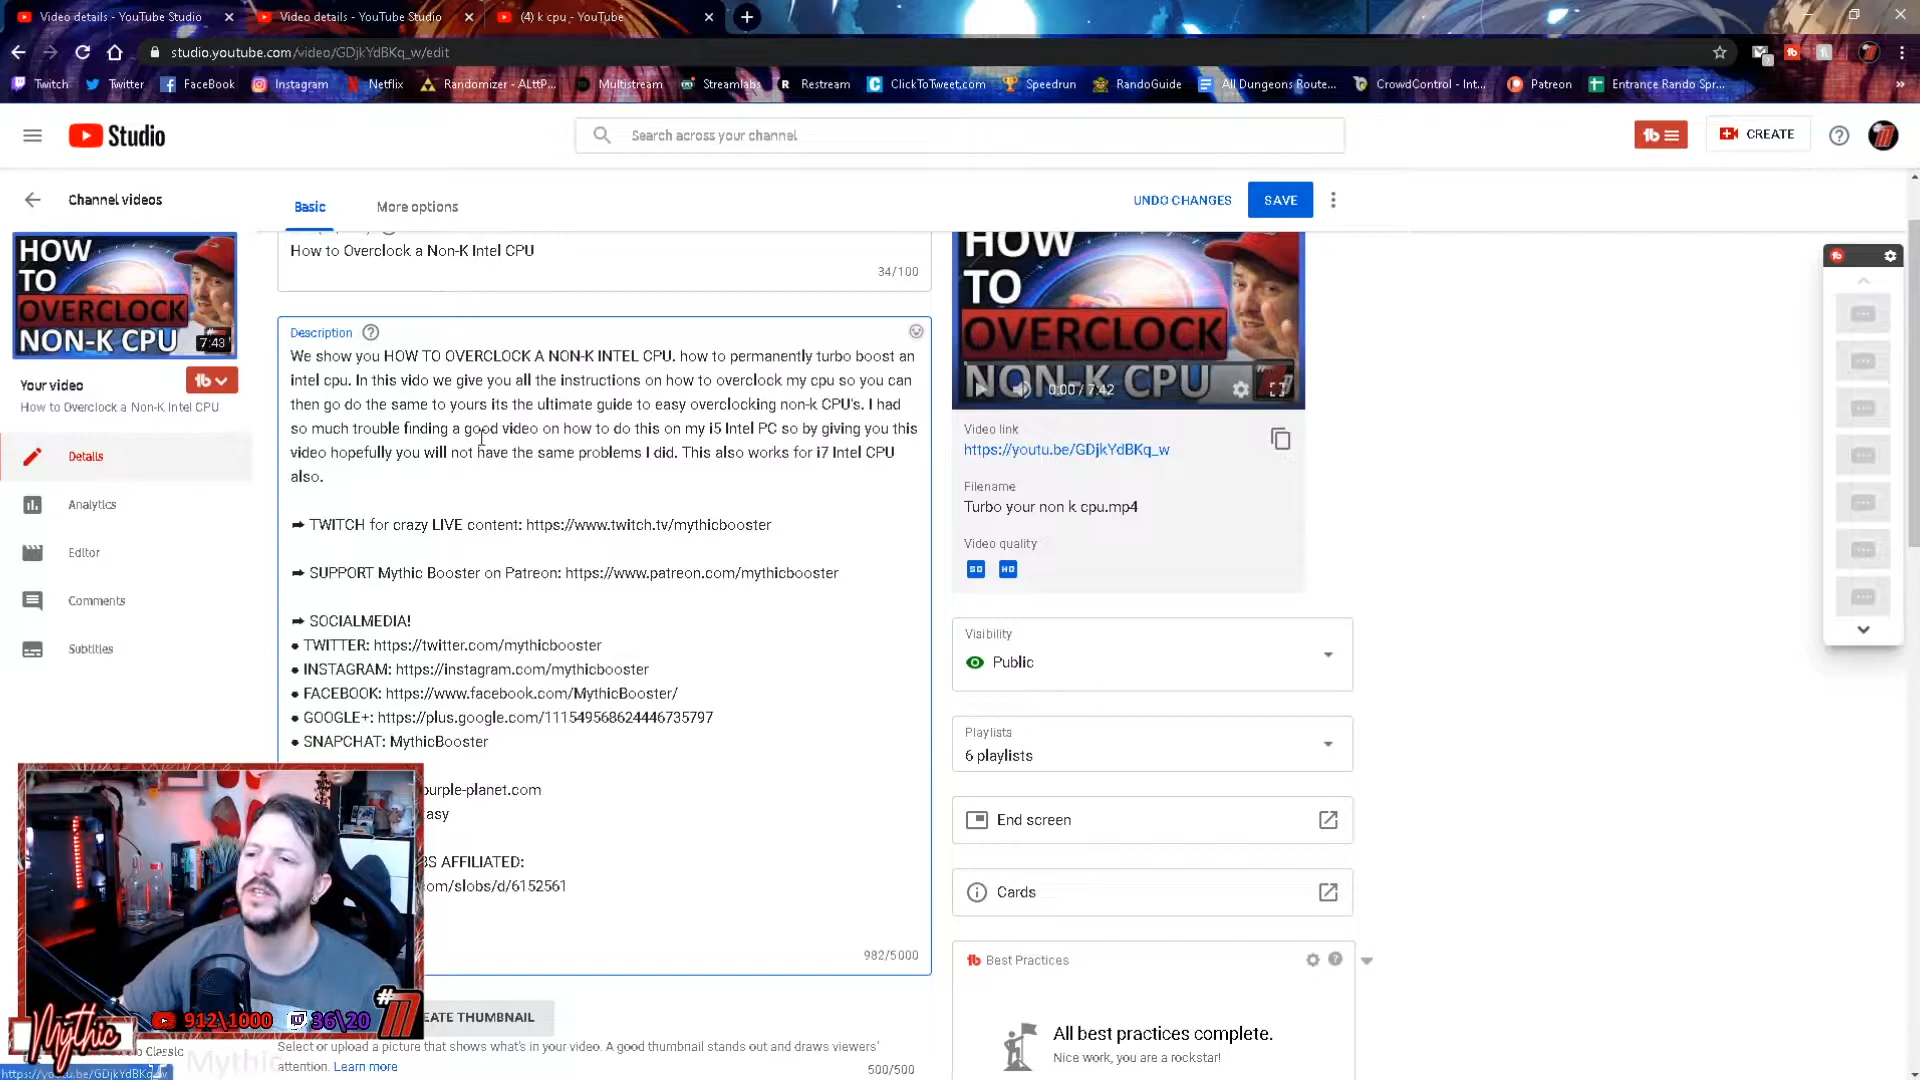 Video details - YouTube Studio
Video details - YouTube Studio
(4) k cpu - YouTube
studio.youtube.com/video/GDjkYdBKq_w/edit
Twitch
Twitter
FaceBook
Instagram
Netflix
Randomizer - ALttP...
Multistream
Streamlabs
Restream
ClickToTweet.com
Speedrun
RandoGuide
All Dungeons Route...
CrowdControl - Int...
Patreon
Entrance Rando Spr...
Studio
Search across your channel
CREATE
Channel videos
Basic
More options
UNDO CHANGES
SAVE
HOW
TO
OVERCLOCK
NON-K CPU
7:43
Your video
How to Overclock a Non-K Intel CPU
Details
Analytics
Editor
Comments
Subtitles
How to Overclock a Non-K Intel CPU
34/100
Description
We show you HOW TO OVERCLOCK A NON-K INTEL CPU. how to permanently turbo boost an
intel cpu. In this vido we give you all the instructions on how to overclock my cpu so you can
then go do the same to yours its the ultimate guide to easy overclocking non-k CPU's. I had
so much trouble finding a good video on how to do this on my i5 Intel PC so by giving you this
video hopefully you will not have the same problems I did. This also works for i7 Intel CPU
also.
➡ TWITCH for crazy LIVE content: https://www.twitch.tv/mythicbooster
➡ SUPPORT Mythic Booster on Patreon: https://www.patreon.com/mythicbooster
➡ SOCIALMEDIA!
● TWITTER: https://twitter.com/mythicbooster
● INSTAGRAM: https://instagram.com/mythicbooster
● FACEBOOK: https://www.facebook.com/MythicBooster/
● GOOGLE+: https://plus.google.com/111549568624446735797
● SNAPCHAT: MythicBooster
purple-planet.com
asy
BS AFFILIATED:
com/slobs/d/6152561
982/5000
EATE THUMBNAIL
Select or upload a picture that shows what's in your video. A good thumbnail stands out and draws viewers'
attention. Learn more
500/500
HOW
TO
OVERCLOCK
NON-K CPU
0:00 / 7:42
Video link
https://youtu.be/GDjkYdBKq_w
Filename
Turbo your non k cpu.mp4
Video quality
SD HD
Visibility
Public
Playlists
6 playlists
End screen
Cards
Best Practices
All best practices complete.
Nice work, you are a rockstar!
Mythic
912\1000
36\20
#
Classic
https://youtu.be/GDjkYdBKq_w